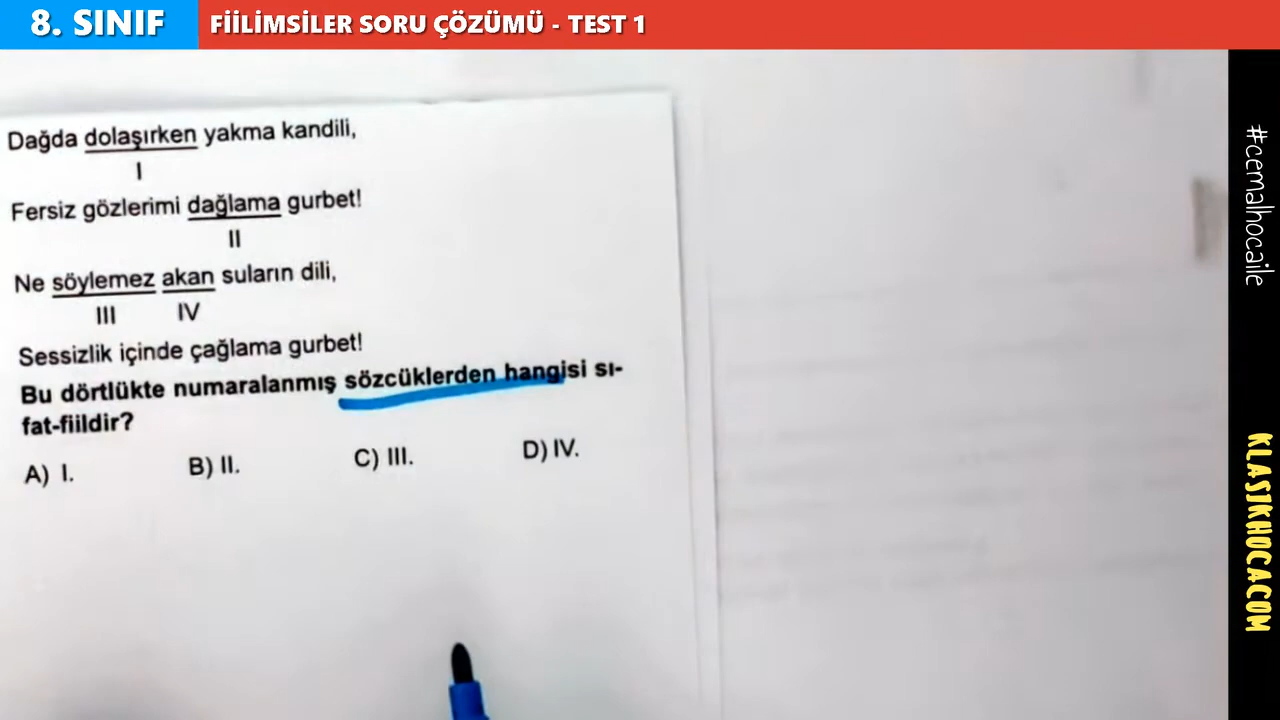 8. SINIF
FİİLİMSİLER SORU ÇÖZÜMÜ - TEST 1
Dağda dolaşırken yakma kandili,
I
Fersiz gözlerimi dağlama gurbet!
II
Ne söylemez akan suların dili,
III IV
Sessizlik içinde çağlama gurbet!
Bu dörtlükte numaralanmış sözcüklerden hangisi sı-
fat-fiildir?
A) I. B) II. C) III. D) IV.
#cemalhocaile
KLASIKHOCA.COM